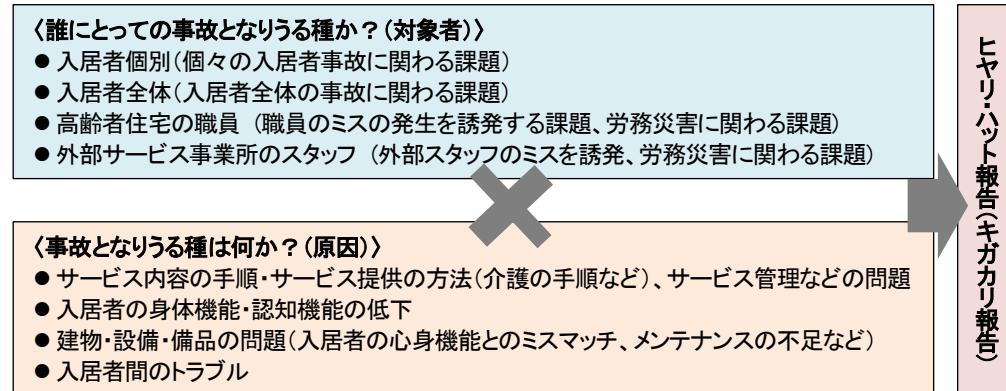 〈誰にとっての事故となりうる種か？(対象者)〉
● 入居者個別(個々の入居者事故に関わる課題)
● 入居者全体(入居者全体の事故に関わる課題)
● 高齢者住宅の職員 (職員のミスの発生を誘発する課題、労務災害に関わる課題)
● 外部サービス事業所のスタッフ (外部スタッフのミスを誘発、労務災害に関わる課題)
〈事故となりうる種は何か？(原因)〉
● サービス内容の手順・サービス提供の方法(介護の手順など)、サービス管理などの問題
● 入居者の身体機能・認知機能の低下
● 建物・設備・備品の問題(入居者の心身機能とのミスマッチ、メンテナンスの不足など)
● 入居者間のトラブル
ヒヤリ・ハット報告(キガカリ報告)